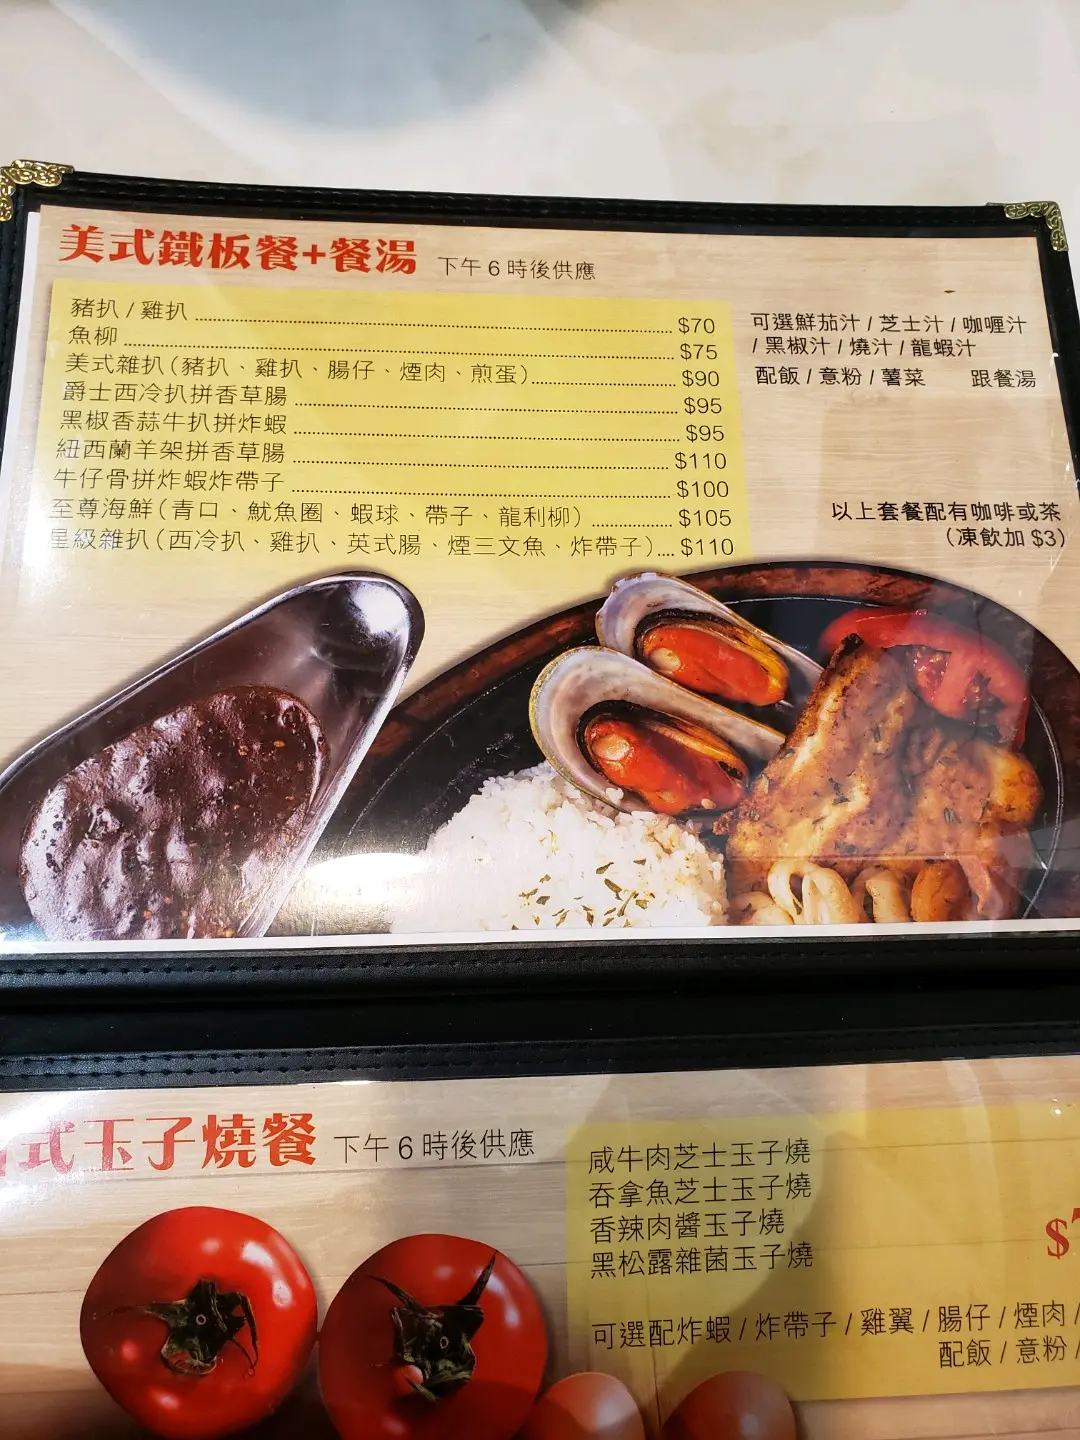 美式鐵板餐+餐湯 下午6時後供應
豬扒 / 雞扒 $70
魚柳 $75
美式雜扒(豬扒、雞扒、腸仔、煙肉、煎蛋) $90
爵士西冷扒拼香草腸 $95
黑椒香蒜牛扒拼炸蝦 $95
紐西蘭羊架拼香草腸 $110
牛仔骨拼炸蝦炸帶子 $100
至尊海鮮(青口、魷魚圈、蝦球、帶子、龍利柳) $105
星級雜扒(西冷扒、雞扒、英式腸、煙三文魚、炸帶子) $110
可選鮮茄汁 / 芝士汁 / 咖喱汁
/ 黑椒汁 / 燒汁 / 龍蝦汁
配飯 / 意粉 / 薯菜 跟餐湯
以上套餐配有咖啡或茶
(凍飲加 $3)
式玉子燒餐 下午6時後供應
咸牛肉芝士玉子燒
吞拿魚芝士玉子燒
香辣肉醬玉子燒
黑松露雜菌玉子燒
$
可選配炸蝦 / 炸帶子 / 雞翼 / 腸仔 / 煙肉 /
配飯 / 意粉 /